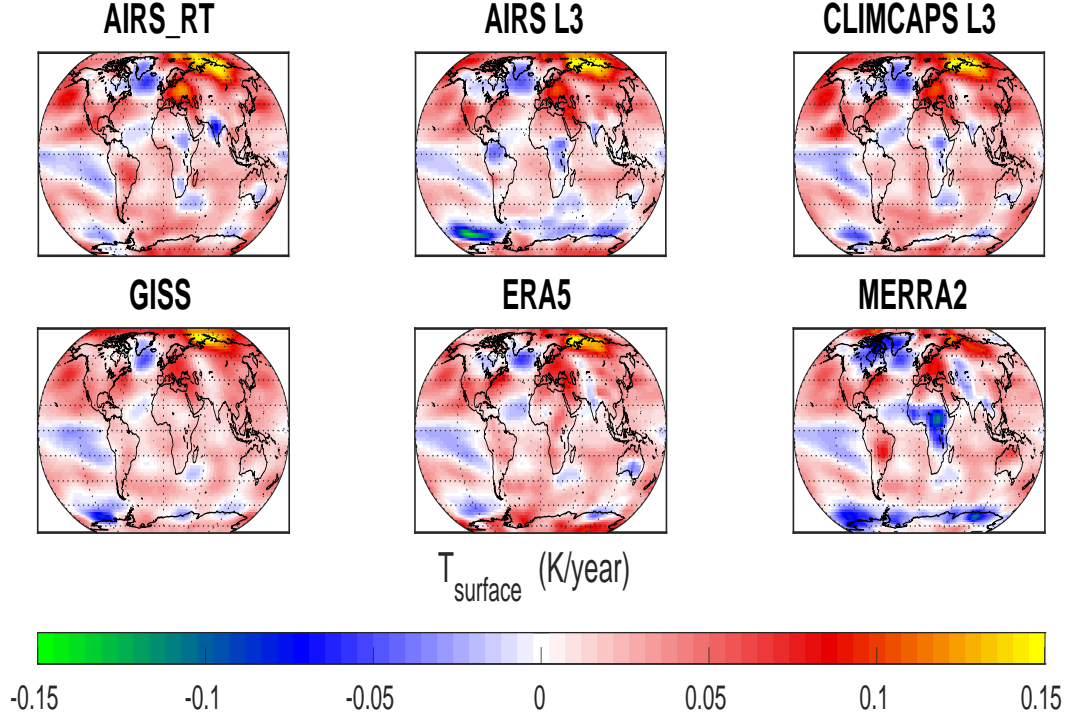 AIRS_RT AIRS L3 CLIMCAPS L3
GISS ERA5 MERRA2
T_surface (K/year)
-0.15 -0.1 -0.05 0 0.05 0.1 0.15